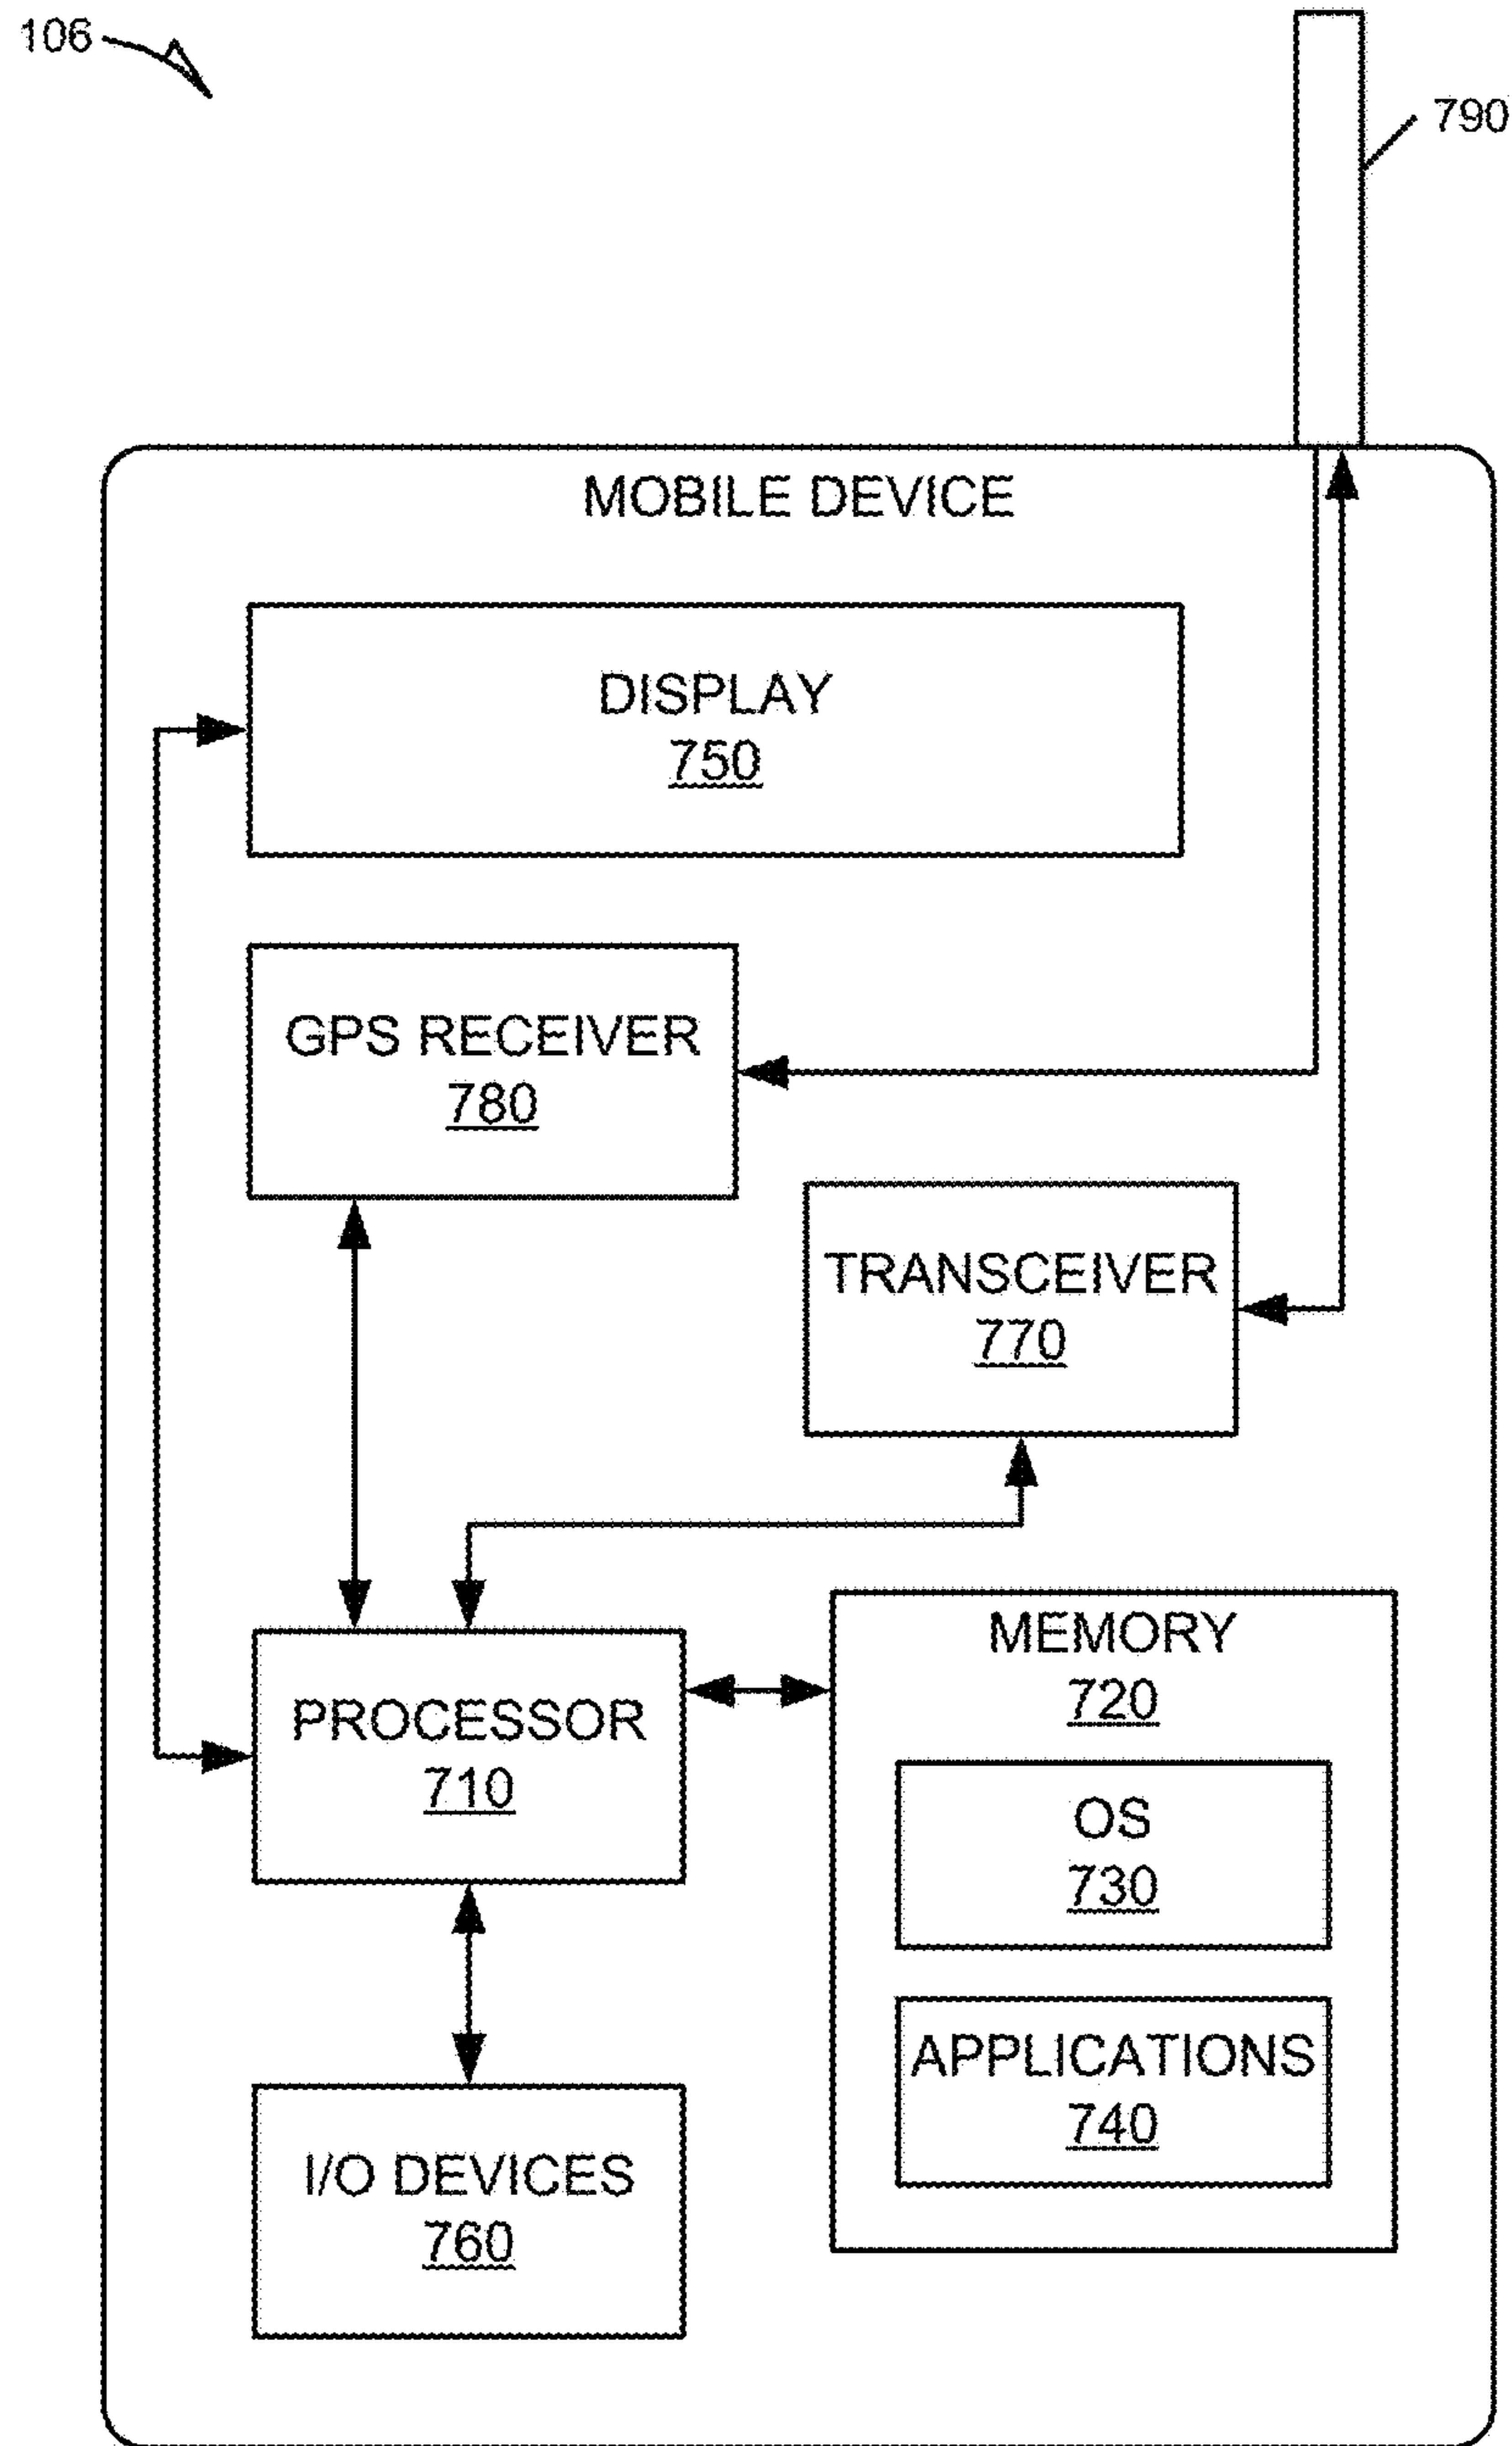 106
790
MOBILE DEVICE
DISPLAY
750
GPS RECEIVER
780
TRANSCEIVER
770
MEMORY
720
PROCESSOR
710
OS
730
APPLICATIONS
740
I/O DEVICES
760